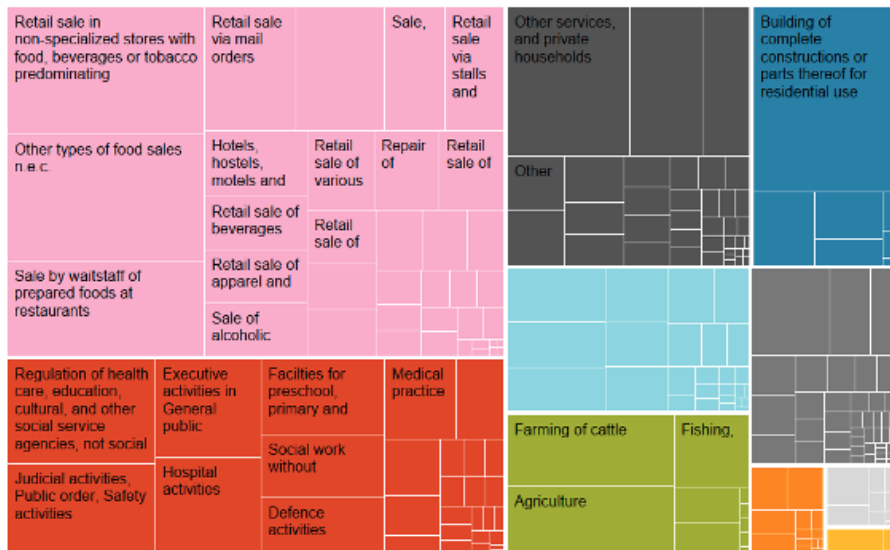 Retail sale in
non-specialized stores with
food, beverages or tobacco
predominating
Retail sale
via mail
orders
Sale,
Retail
sale
via
stalls
and
Other types of food sales
n.e.c.
Hotels,
hostels,
motels and
Retail
sale of
various
Repair
of
Retail
sale of
Retail sale of
beverages
Retail
sale of
Retail sale of
apparel and
Sale by waitstaff of
prepared foods at
restaurants
Sale of
alcoholic
Other services,
and private
households
Other
Building of
complete
constructions or
parts thereof for
residential use
Regulation of health
care, education,
cultural, and other
social service
agencies, not social
Executive
activities in
General
public
Facilties for
preschool,
primary and
Medical
practice
Social work
without
Judicial activities,
Public order, Safety
activities
Hospital
activities
Defence
activities
Farming of cattle
Fishing,
Agriculture